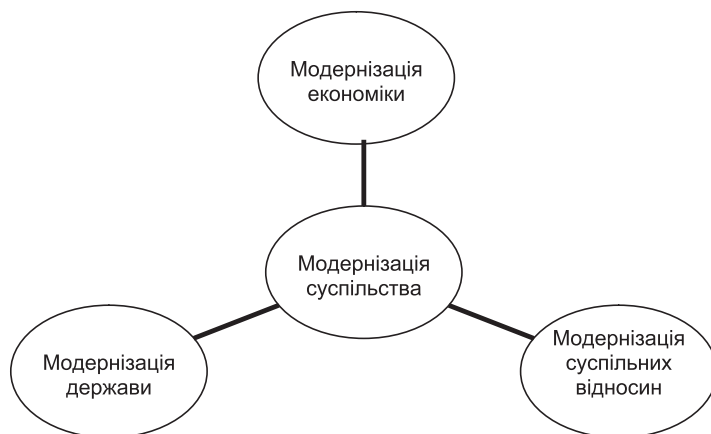 Модернізація
економіки
Модернізація
суспільства
Модернізація
держави
Модернізація
суспільних
відносин